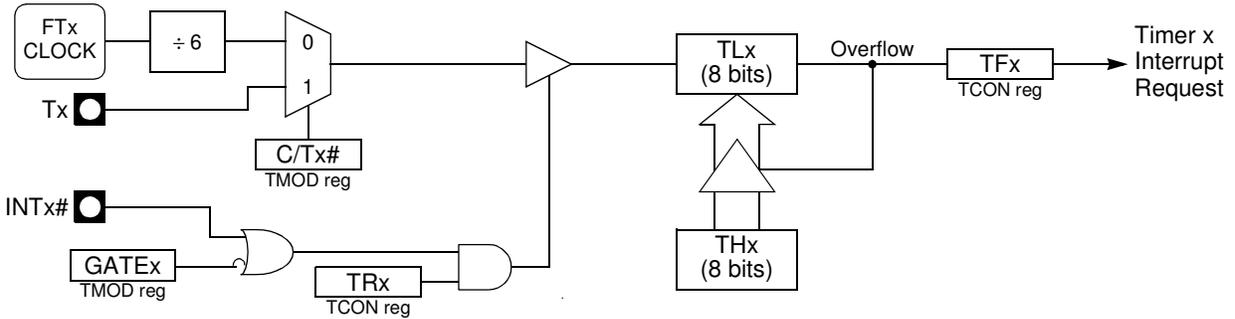 FTx
CLOCK
÷ 6
0
1
Tx
C/Tx#
TMOD reg
INTx#
GATEx
TMOD reg
TRx
TCON reg
TLx
(8 bits)
Overflow
TFx
TCON reg
Timer x
Interrupt
Request
THx
(8 bits)